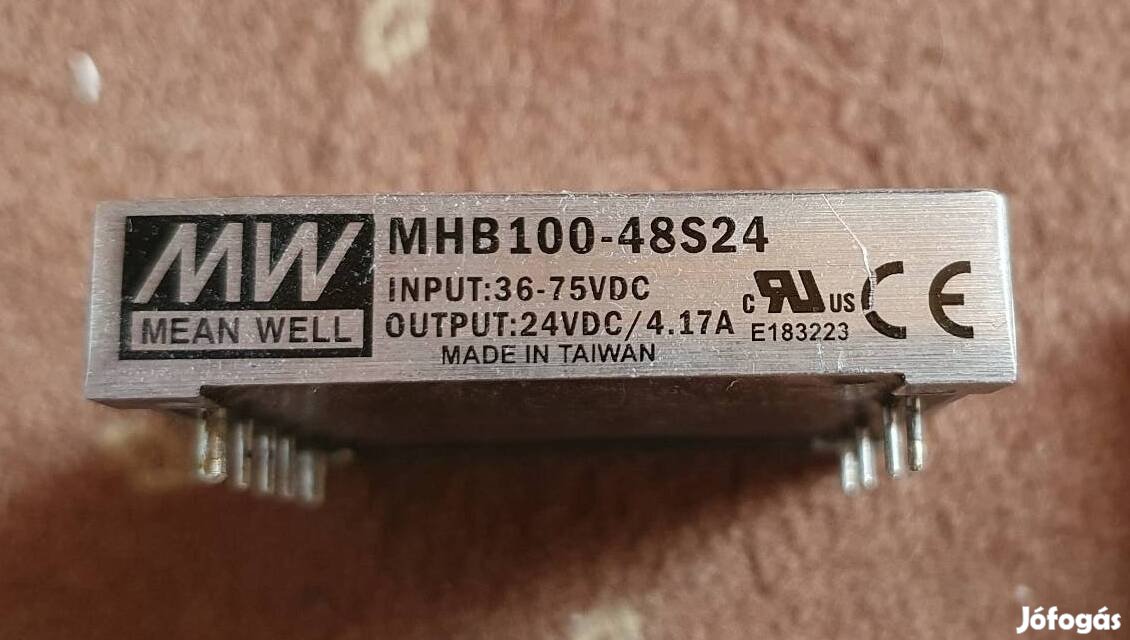 MW
MEAN WELL
MHB100-48S24
INPUT:36-75VDC
OUTPUT:24VDC/4.17A
MADE IN TAIWAN
C RU US
E183223
CE
Jófogás